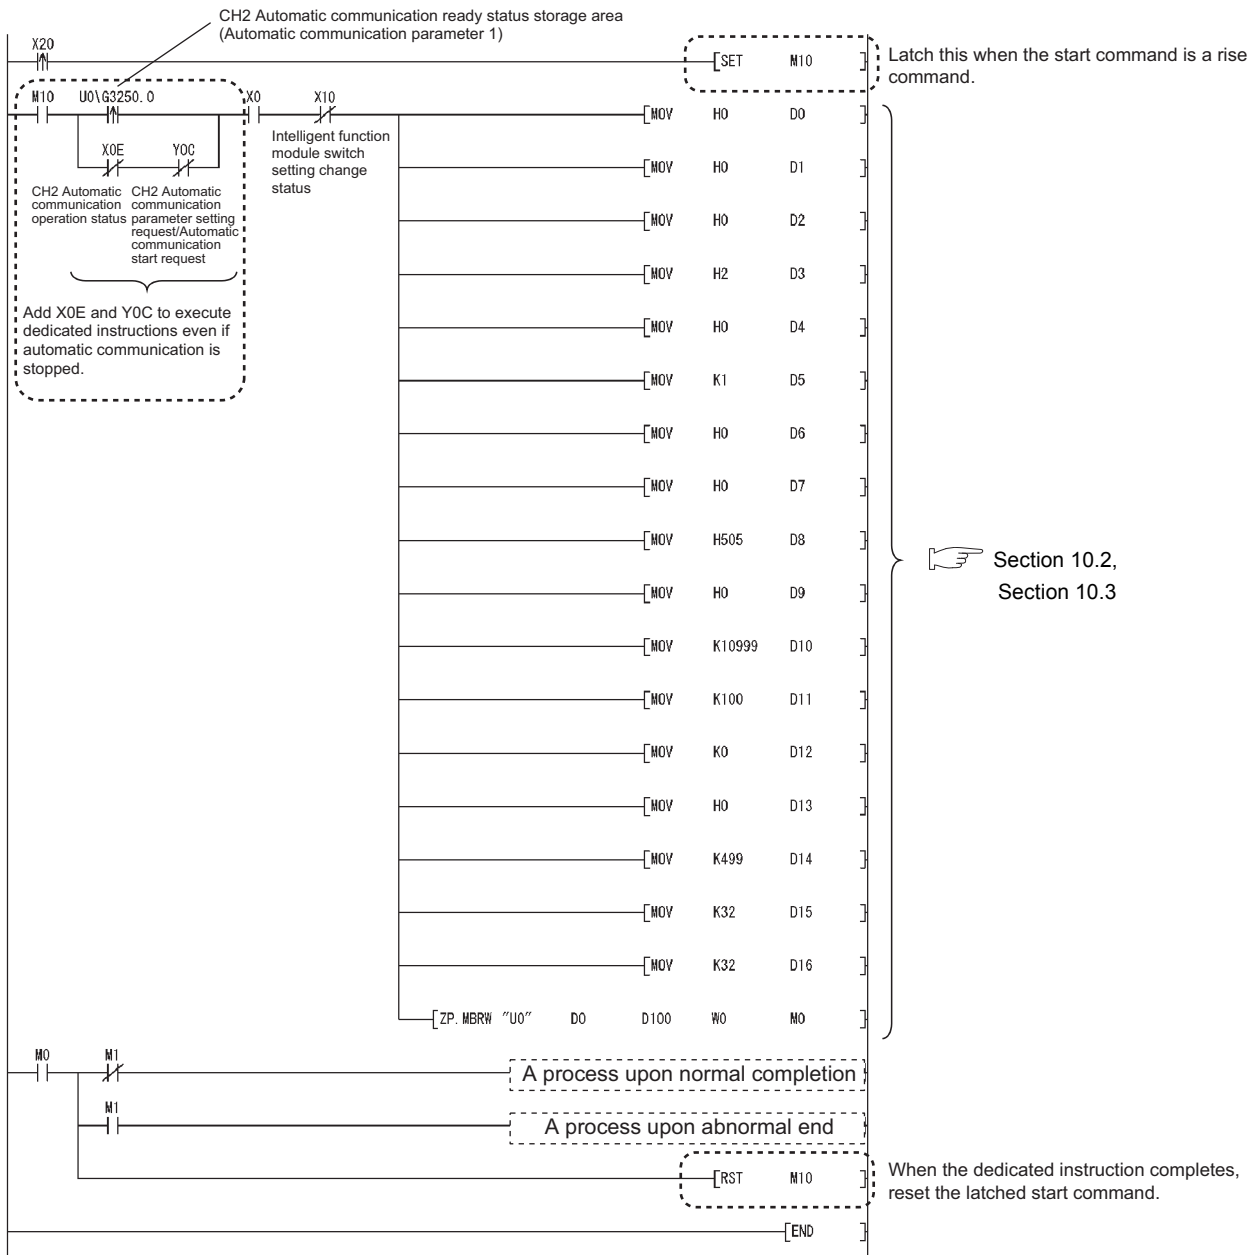 CH2 Automatic communication ready status storage area
(Automatic communication parameter 1)
X20
[SET M10 ]
Latch this when the start command is a rise
command.
M10 U0\G3250.0 X0 X10
[MOV H0 D0 ]
Intelligent function
module switch
setting change
status
X0E Y0C
CH2 Automatic
communication
operation status
CH2 Automatic
communication
parameter setting
request/Automatic
communication
start request
Add X0E and Y0C to execute
dedicated instructions even if
automatic communication is
stopped.
[MOV H0 D1 ]
[MOV H0 D2 ]
[MOV H2 D3 ]
[MOV H0 D4 ]
[MOV K1 D5 ]
[MOV H0 D6 ]
[MOV H0 D7 ]
[MOV H505 D8 ]
[MOV H0 D9 ]
[MOV K10999 D10 ]
[MOV K100 D11 ]
[MOV K0 D12 ]
[MOV H0 D13 ]
[MOV K499 D14 ]
[MOV K32 D15 ]
[MOV K32 D16 ]
[ZP.MBRW "U0" D0 D100 W0 M0 ]
Section 10.2,
Section 10.3
M0 M1
A process upon normal completion
M1
A process upon abnormal end
[RST M10 ]
When the dedicated instruction completes,
reset the latched start command.
[END ]